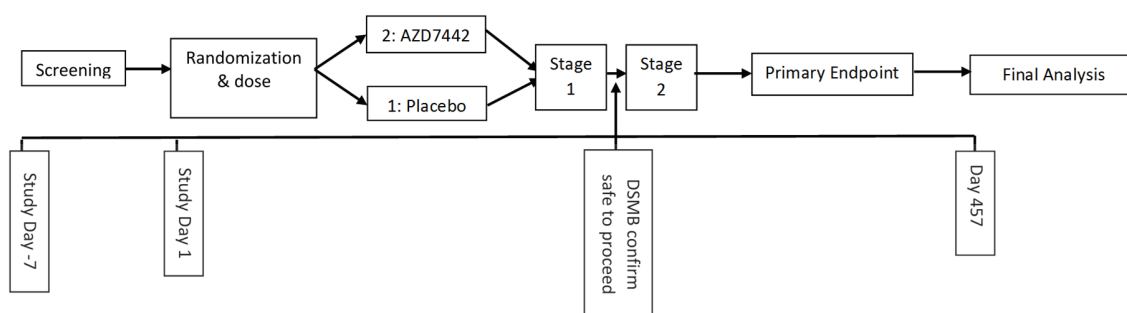 Screening
Randomization
& dose
2: AZD7442
1: Placebo
Stage
1
Stage
2
Primary Endpoint
Final Analysis
Study Day -7
Study Day 1
DSMB confirm
safe to proceed
Day 457